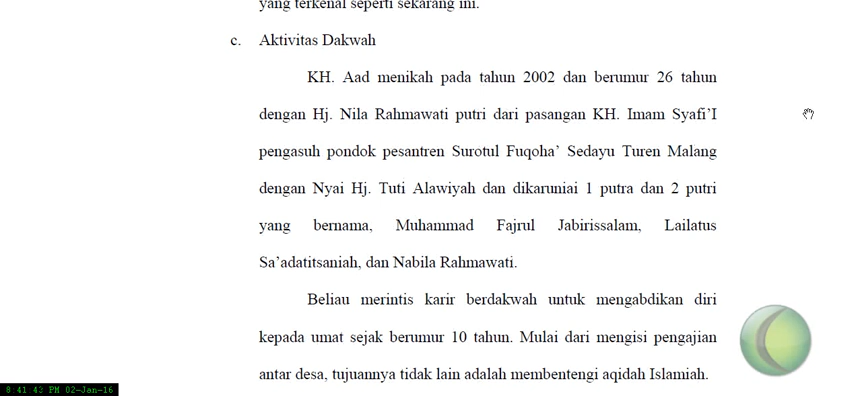 yang terkenal seperti sekarang ini.
c. Aktivitas Dakwah
KH. Aad menikah pada tahun 2002 dan berumur 26 tahun
dengan Hj. Nila Rahmawati putri dari pasangan KH. Imam Syafi’I
pengasuh pondok pesantren Surotul Fuqoha’ Sedayu Turen Malang
dengan Nyai Hj. Tuti Alawiyah dan dikaruniai 1 putra dan 2 putri
yang bernama, Muhammad Fajrul Jabirissalam, Lailatus
Sa’adatitsaniah, dan Nabila Rahmawati.
Beliau merintis karir berdakwah untuk mengabdikan diri
kepada umat sejak berumur 10 tahun. Mulai dari mengisi pengajian
antar desa, tujuannya tidak lain adalah membentengi aqidah Islamiah.
8:41:43 PM 02-Jan-16